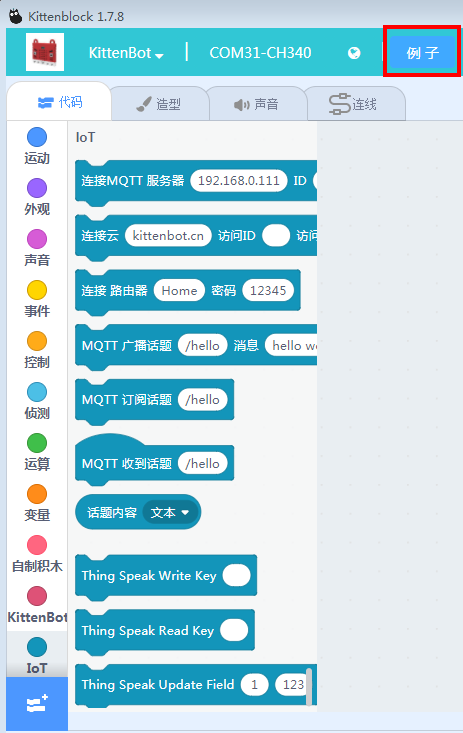 Kittenblock 1.7.8
KittenBot COM31-CH340 例 子
代码 造型 声音 连线
运动
外观
声音
事件
控制
侦测
运算
变量
自制积木
KittenBot
IoT
IoT
连接MQTT 服务器 192.168.0.111 ID
连接云 kittenbot.cn 访问ID 访问
连接 路由器 Home 密码 12345
MQTT 广播话题 /hello 消息 hello wo
MQTT 订阅话题 /hello
MQTT 收到话题 /hello
话题内容 文本
Thing Speak Write Key
Thing Speak Read Key
Thing Speak Update Field 1 123